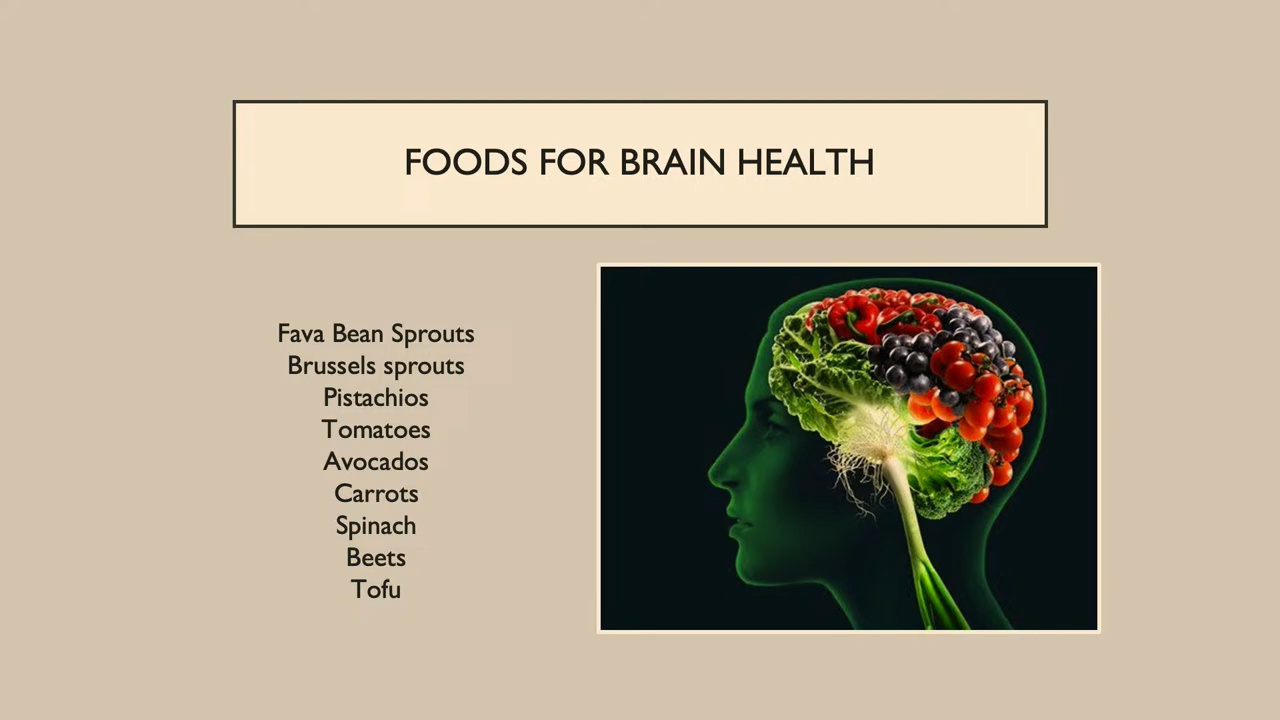 FOODS FOR BRAIN HEALTH
Fava Bean Sprouts
Brussels sprouts
Pistachios
Tomatoes
Avocados
Carrots
Spinach
Beets
Tofu